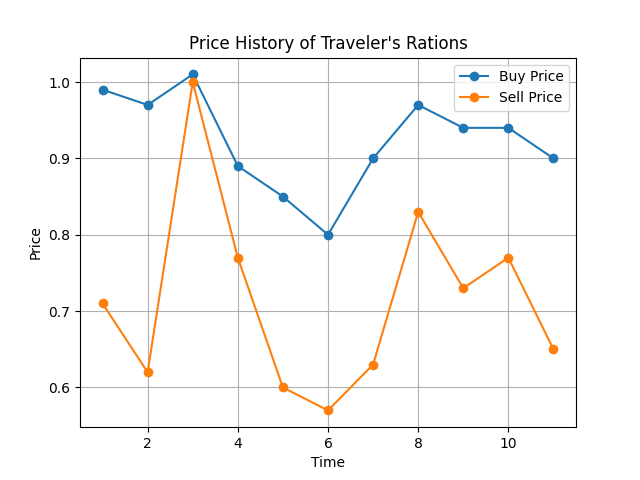 Price History of Traveler's Rations
Buy Price
Sell Price
1.0
0.9
0.8
0.7
0.6
Price
2 4 6 8 10
Time